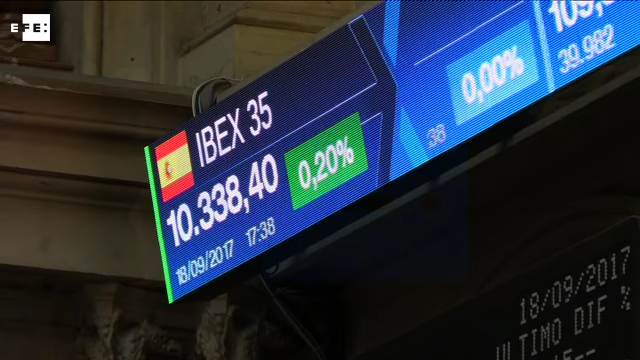 EFE:
IBEX 35
10.338,40 0,20%
18/09/2017 17:38
0,00%
38
39.982
18/09/2017
ULTIMO DIF %